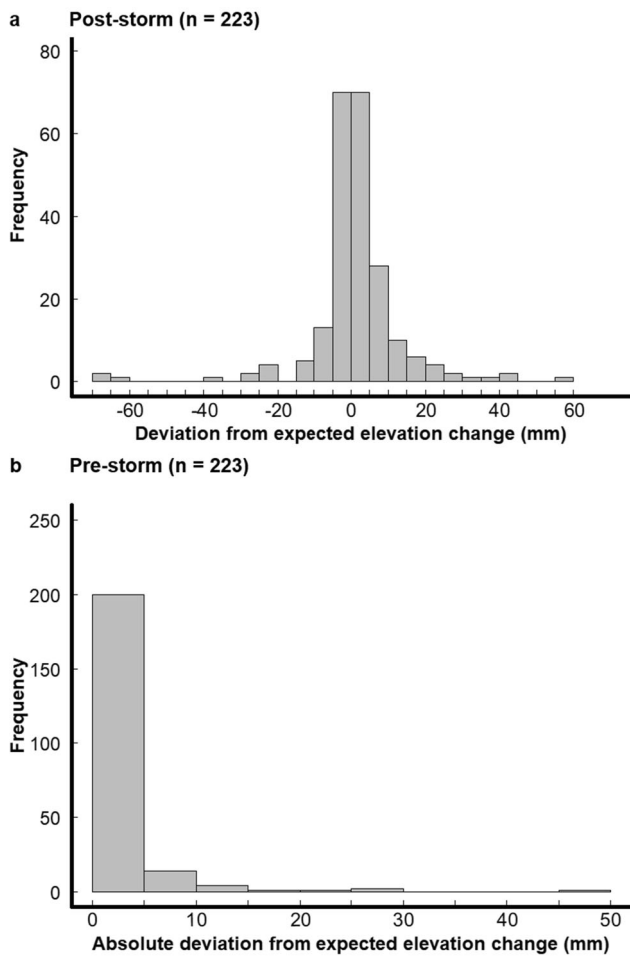 a Post-storm (n = 223)
80
60
40
20
0
Frequency
-60 -40 -20 0 20 40 60
Deviation from expected elevation change (mm)
b Pre-storm (n = 223)
250
200
150
100
50
0
Frequency
0 10 20 30 40 50
Absolute deviation from expected elevation change (mm)